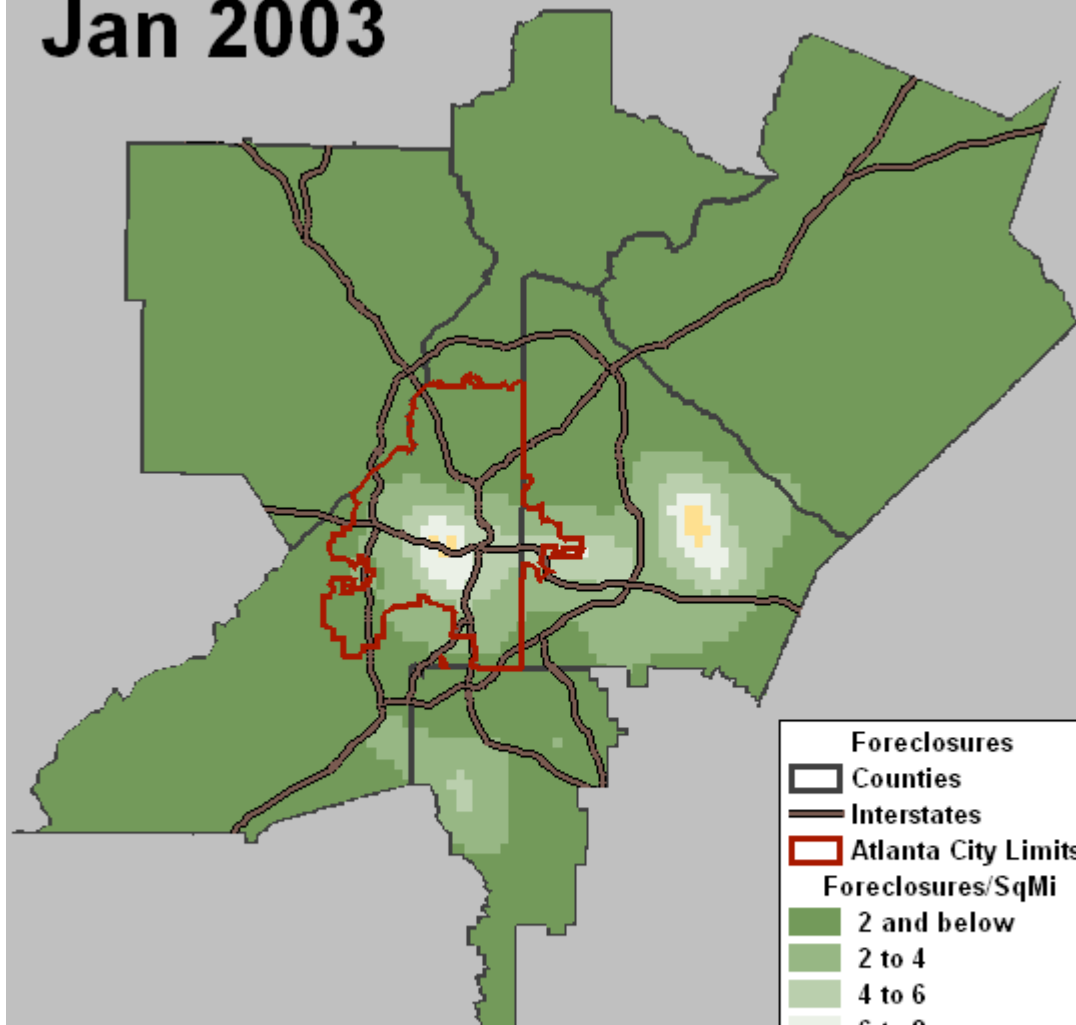 Jan 2003
Foreclosures
Counties
Interstates
Atlanta City Limits
Foreclosures/SqMi
2 and below
2 to 4
4 to 6